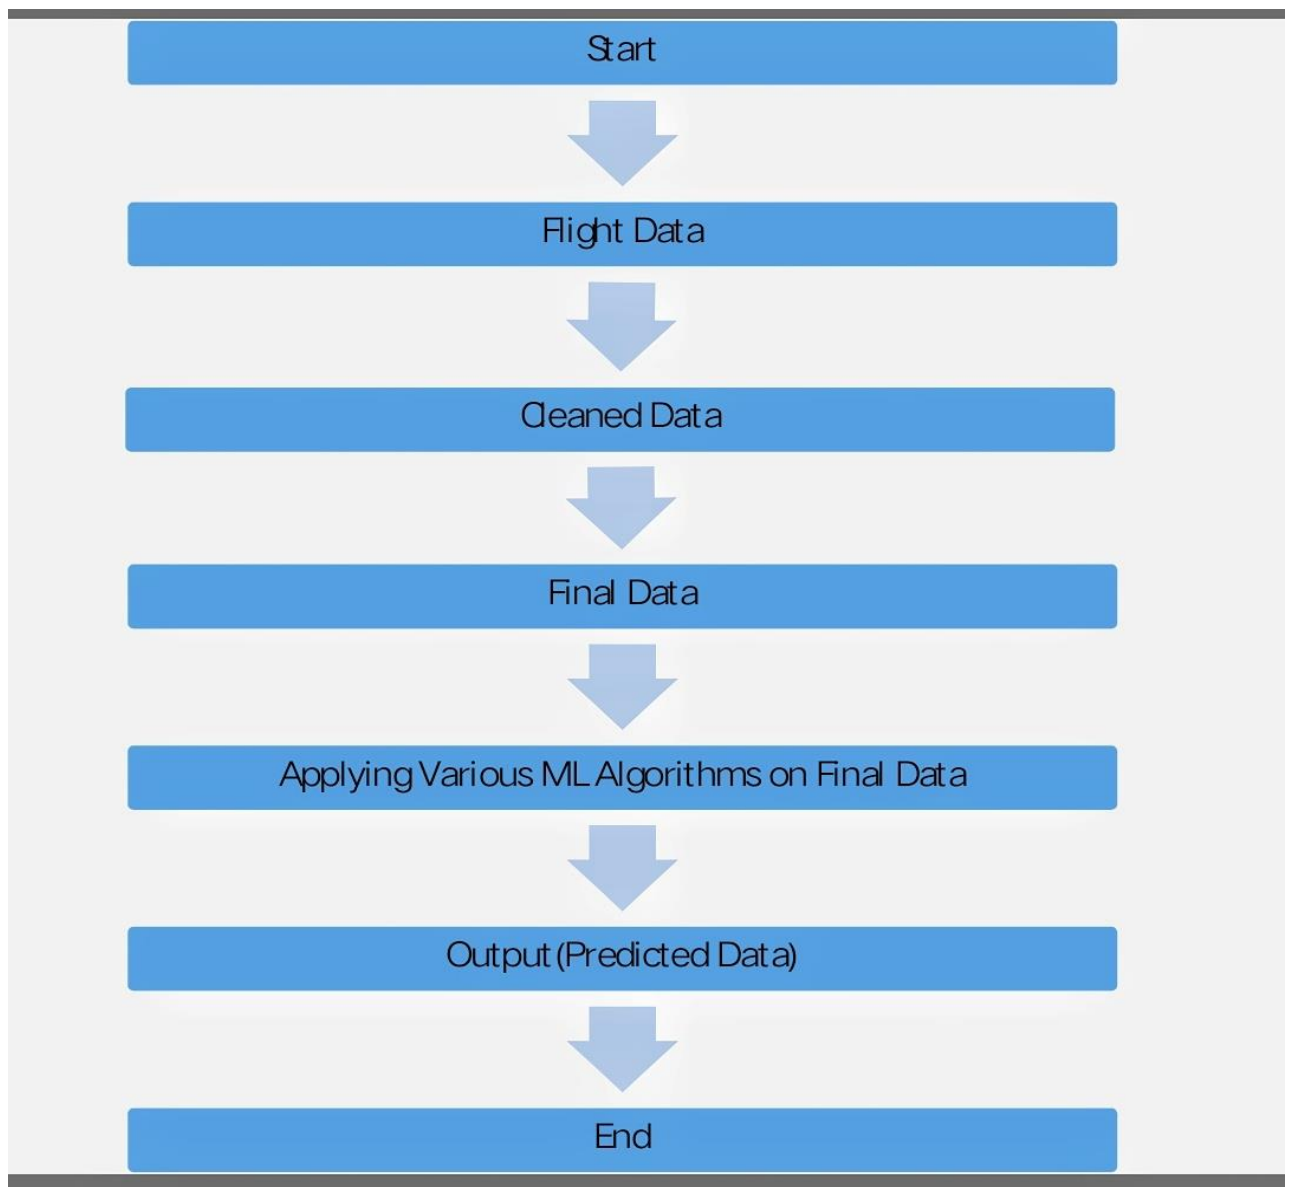 Start
Flight Data
Cleaned Data
Final Data
Applying Various ML Algorithms on Final Data
Output (Predicted Data)
End